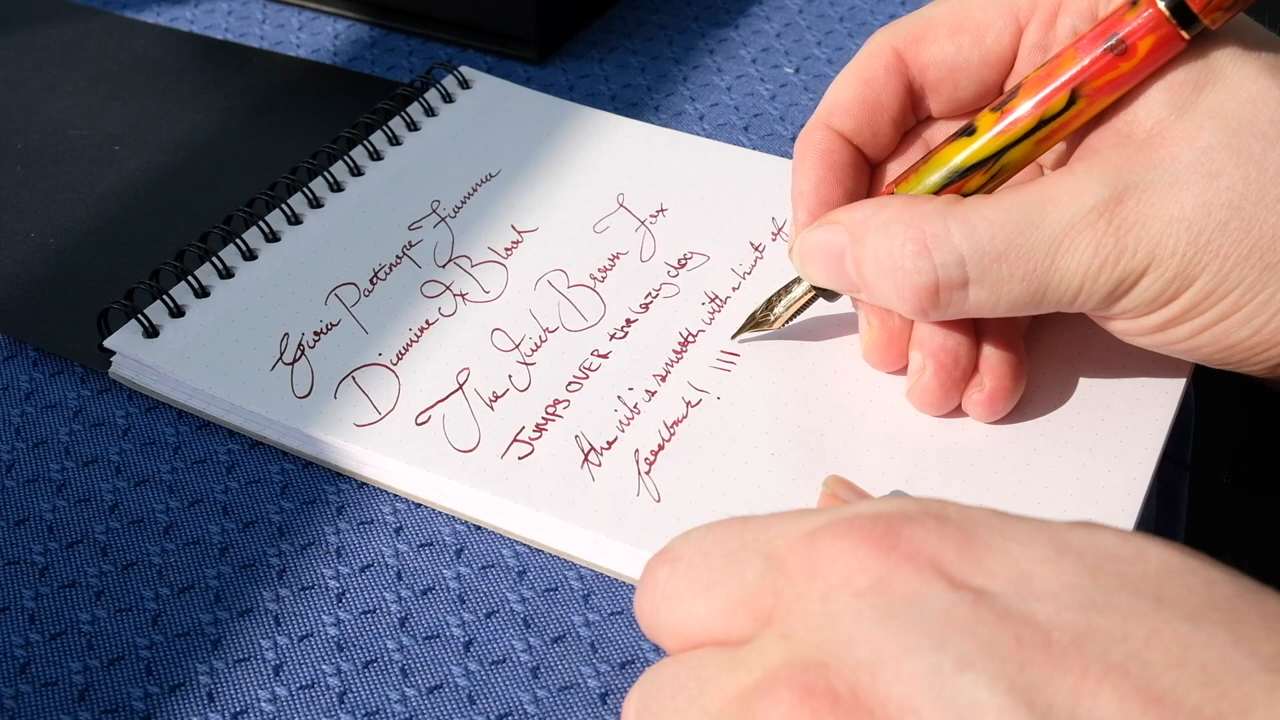 Gioia Partinope Fiamma
Diamine Ox Blood
The Quick Brown Fox
JUMPS OVER the lazy dog
the nib is smooth with a hint of
feedback! !!!